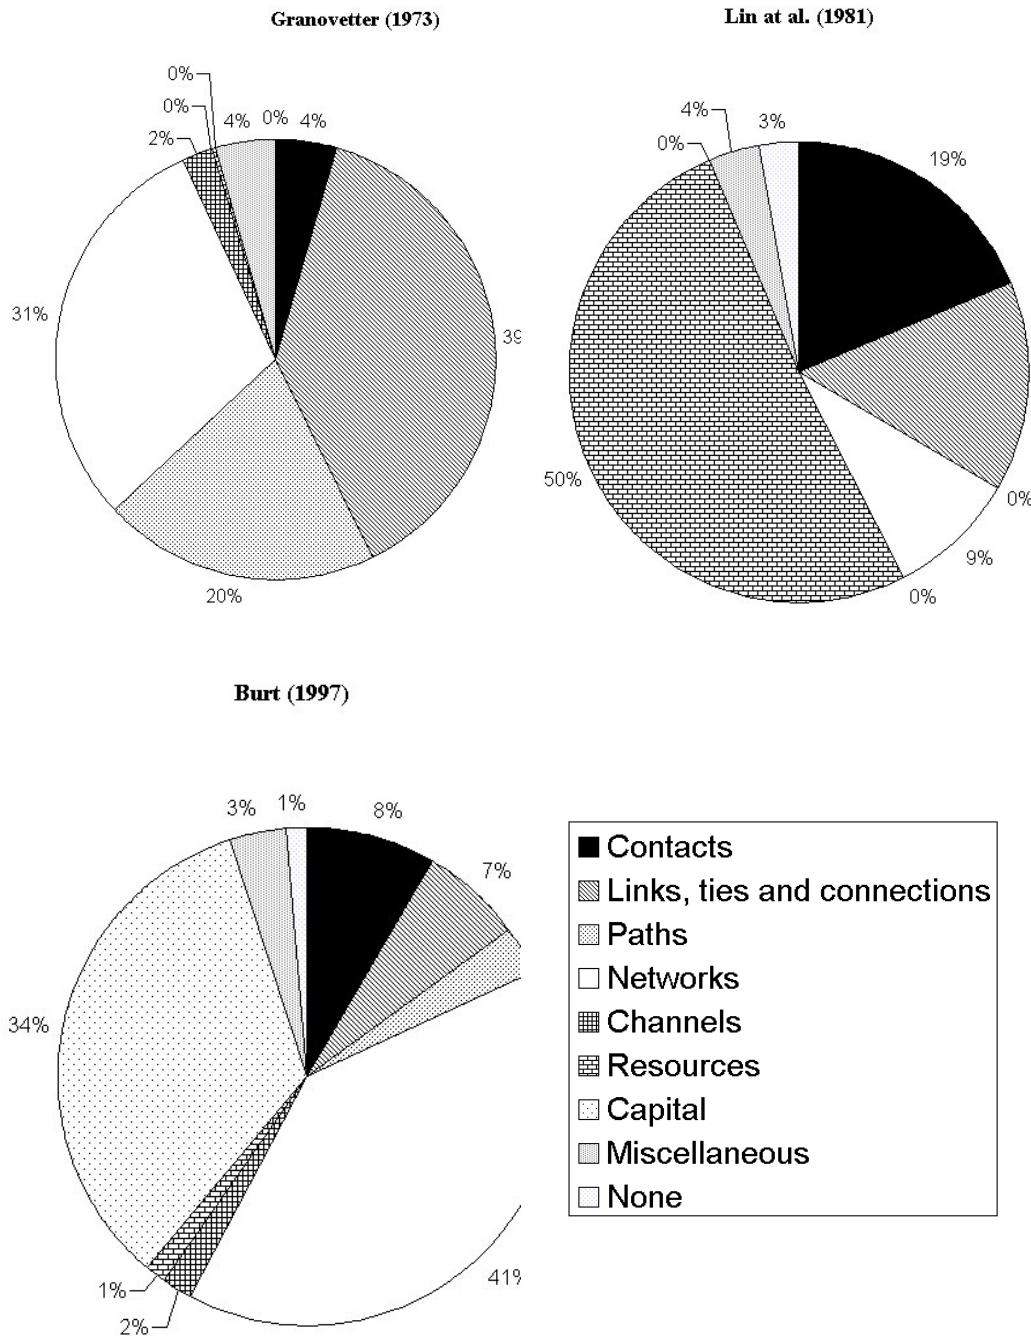 Granovetter (1973)
0%
0%
2%
4%
0%
4%
31%
39
20%
Lin at al. (1981)
4%
3%
0%
19%
50%
0%
9%
0%
Burt (1997)
3%
1%
8%
7%
34%
41%
1%
2%
Contacts
Links, ties and connections
Paths
Networks
Channels
Resources
Capital
Miscellaneous
None